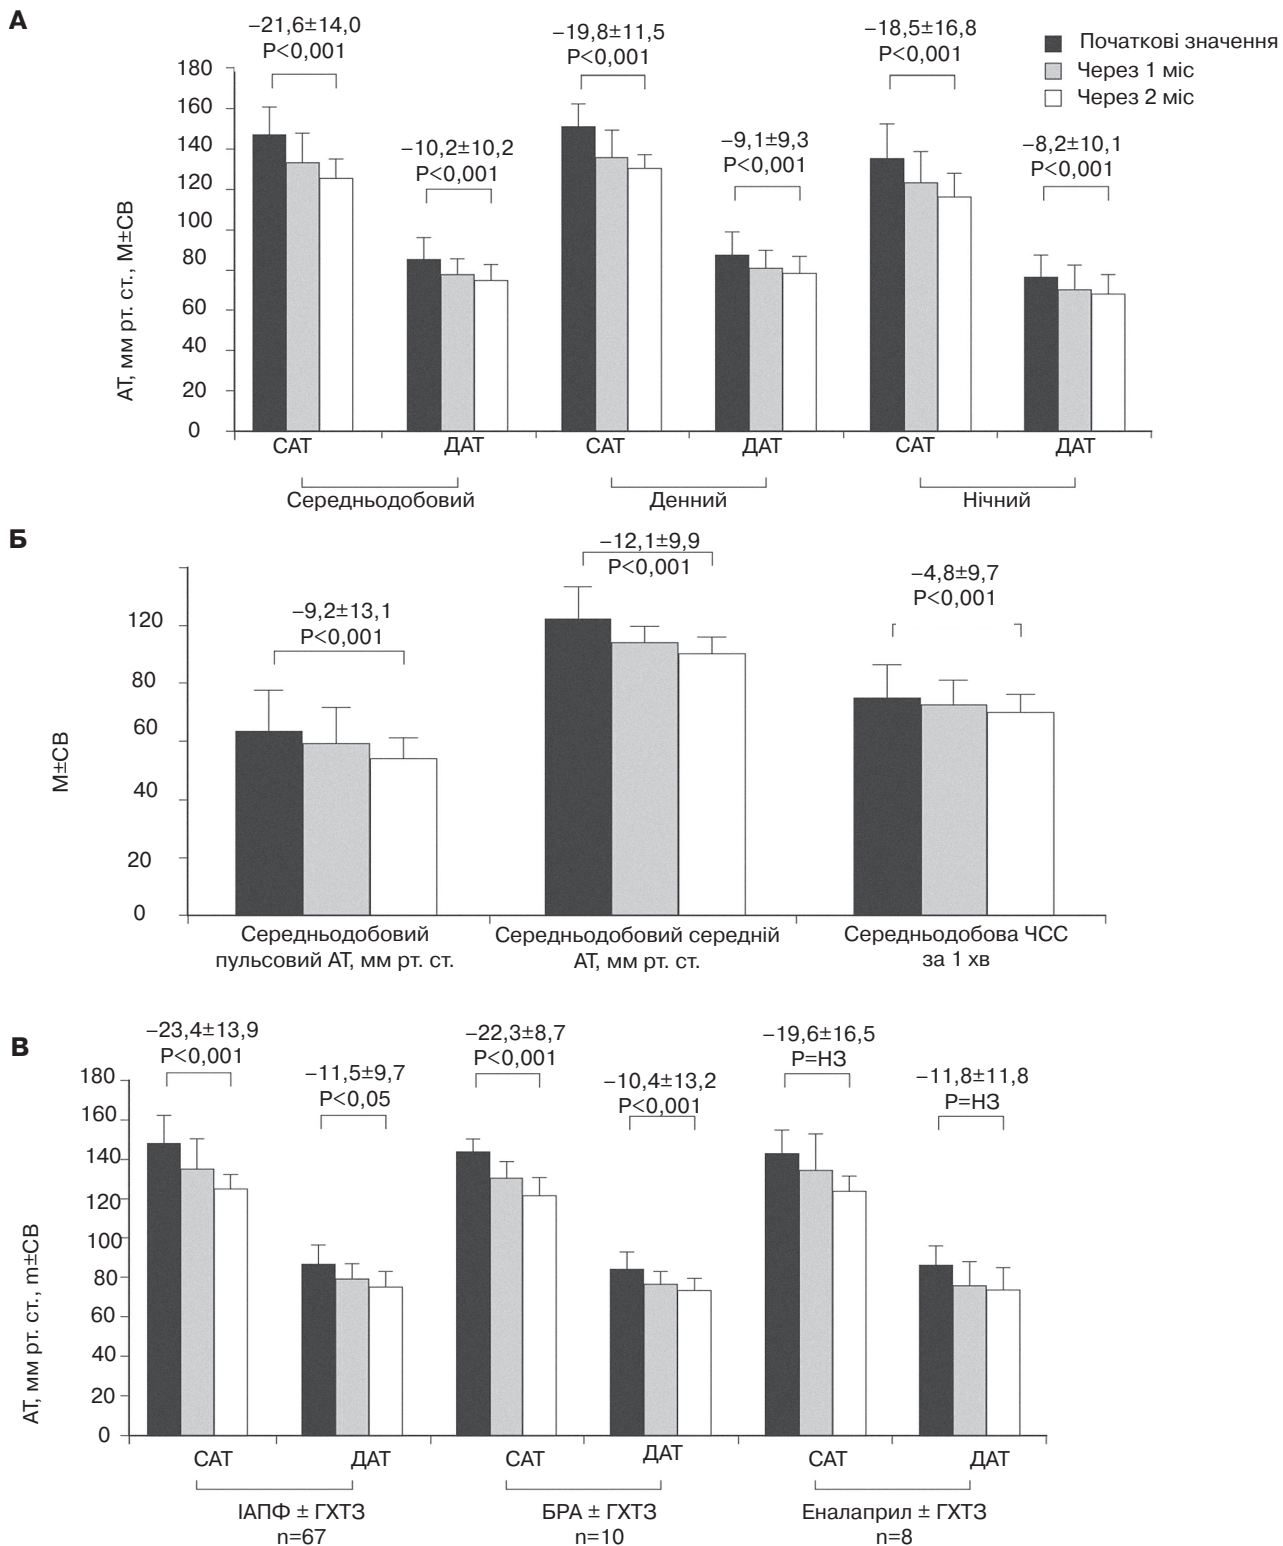 А
−21,6±14,0
P<0,001
−19,8±11,5
P<0,001
−18,5±16,8
P<0,001
Початкові значення
Через 1 міс
Через 2 міс
−10,2±10,2
P<0,001
−9,1±9,3
P<0,001
−8,2±10,1
P<0,001
АТ, мм рт. ст., М±СВ
180
160
140
120
100
80
60
40
20
0
САТ
ДАТ
САТ
ДАТ
САТ
ДАТ
Середньодобовий
Денний
Нічний
Б
−9,2±13,1
P<0,001
−12,1±9,9
P<0,001
−4,8±9,7
P<0,001
М±СВ
120
80
60
40
20
0
Середньодобовий
пульсовий АТ, мм рт. ст.
Середньодобовий середній
АТ, мм рт. ст.
Середньодобова ЧСС
за 1 хв
В
−23,4±13,9
P<0,001
−11,5±9,7
P<0,05
−22,3±8,7
P<0,001
−10,4±13,2
P<0,001
−19,6±16,5
P=НЗ
−11,8±11,8
P=НЗ
АТ, мм рт. ст., m±СВ
180
160
140
120
100
80
60
40
20
0
САТ
ДАТ
САТ
ДАТ
САТ
ДАТ
ІАПФ ± ГХТЗ
n=67
БРА ± ГХТЗ
n=10
Еналаприл ± ГХТЗ
n=8